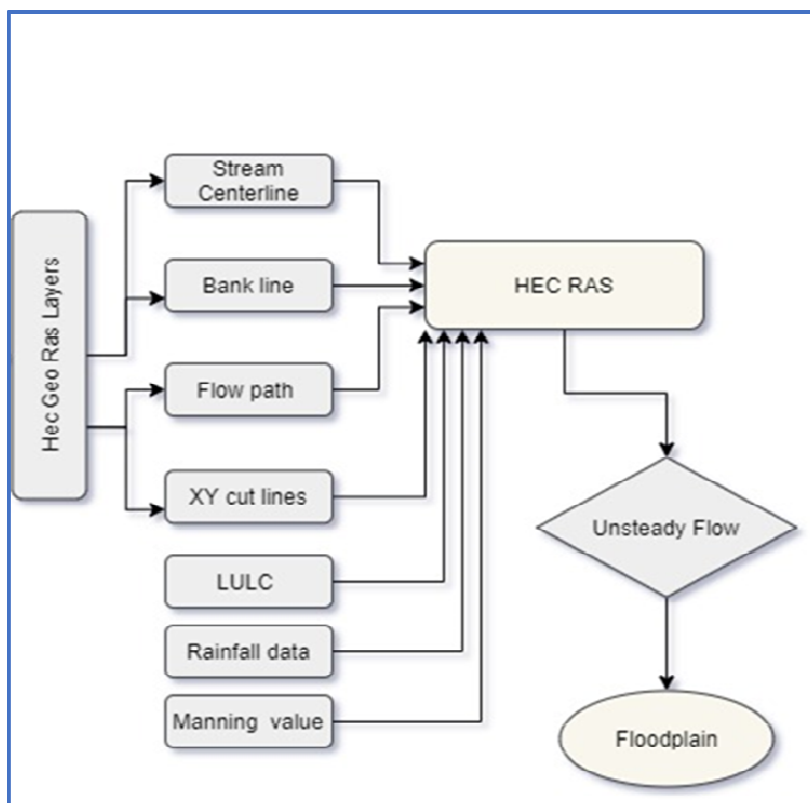 Hec Geo Ras Layers
Stream
Centerline
Bank line
Flow path
XY cut lines
LULC
Rainfall data
Manning value
HEC RAS
Unsteady Flow
Floodplain